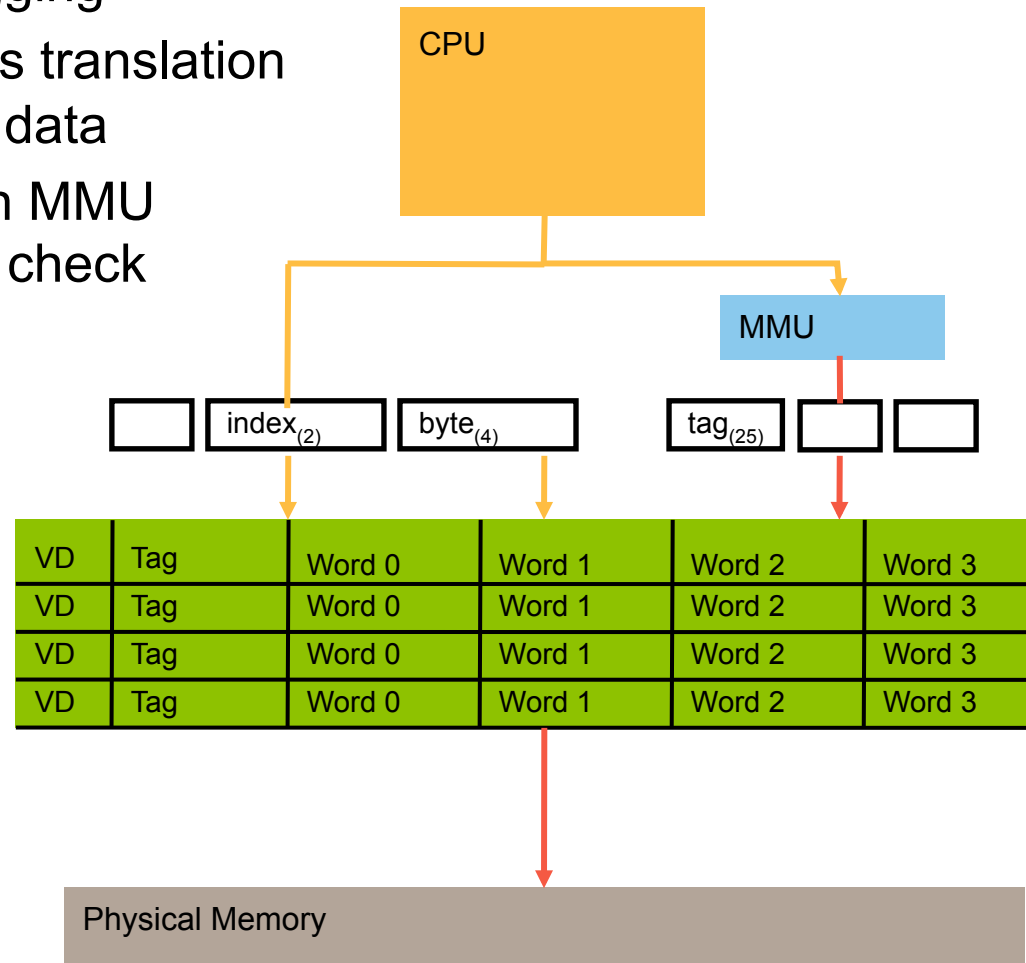 s translation
data
MMU
check
CPU
MMU
index(2) byte(4) tag(25)
VD Tag Word 0 Word 1 Word 2 Word 3
VD Tag Word 0 Word 1 Word 2 Word 3
VD Tag Word 0 Word 1 Word 2 Word 3
VD Tag Word 0 Word 1 Word 2 Word 3
Physical Memory